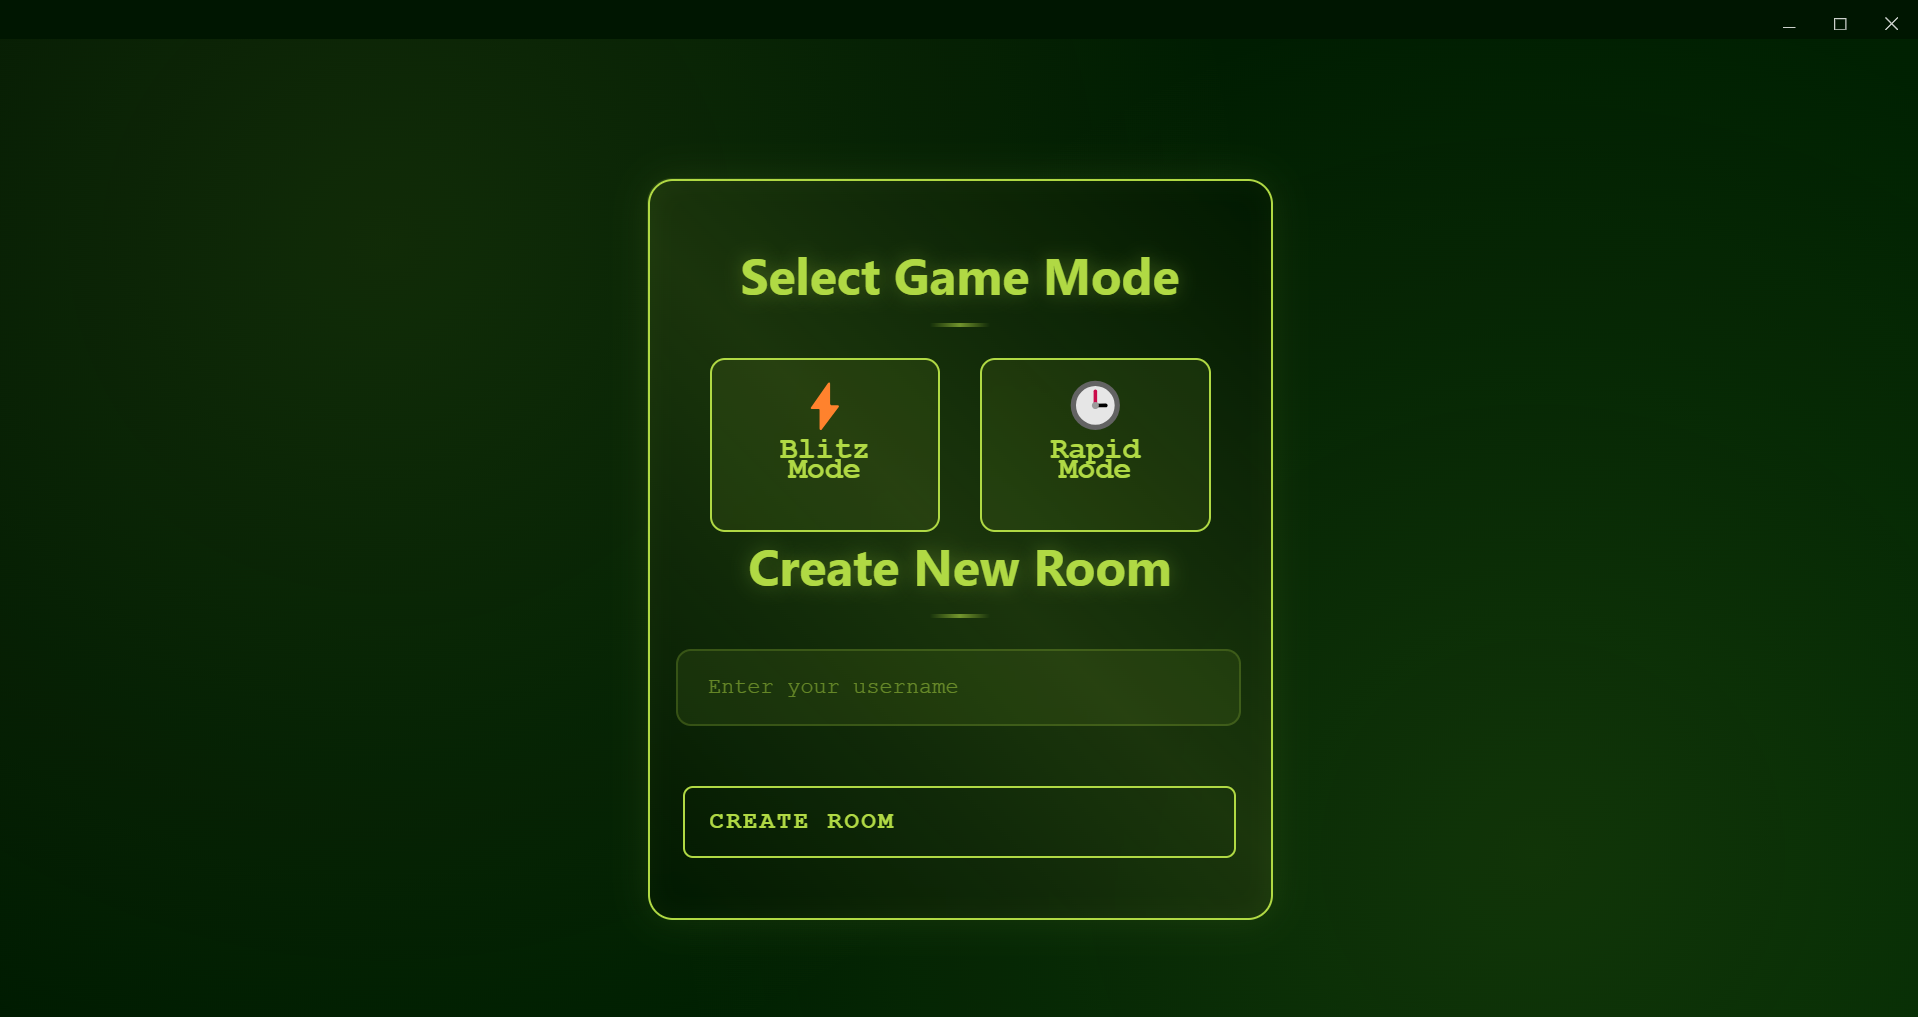 Select Game Mode
Blitz
Mode
Rapid
Mode
Create New Room
Enter your username
CREATE ROOM